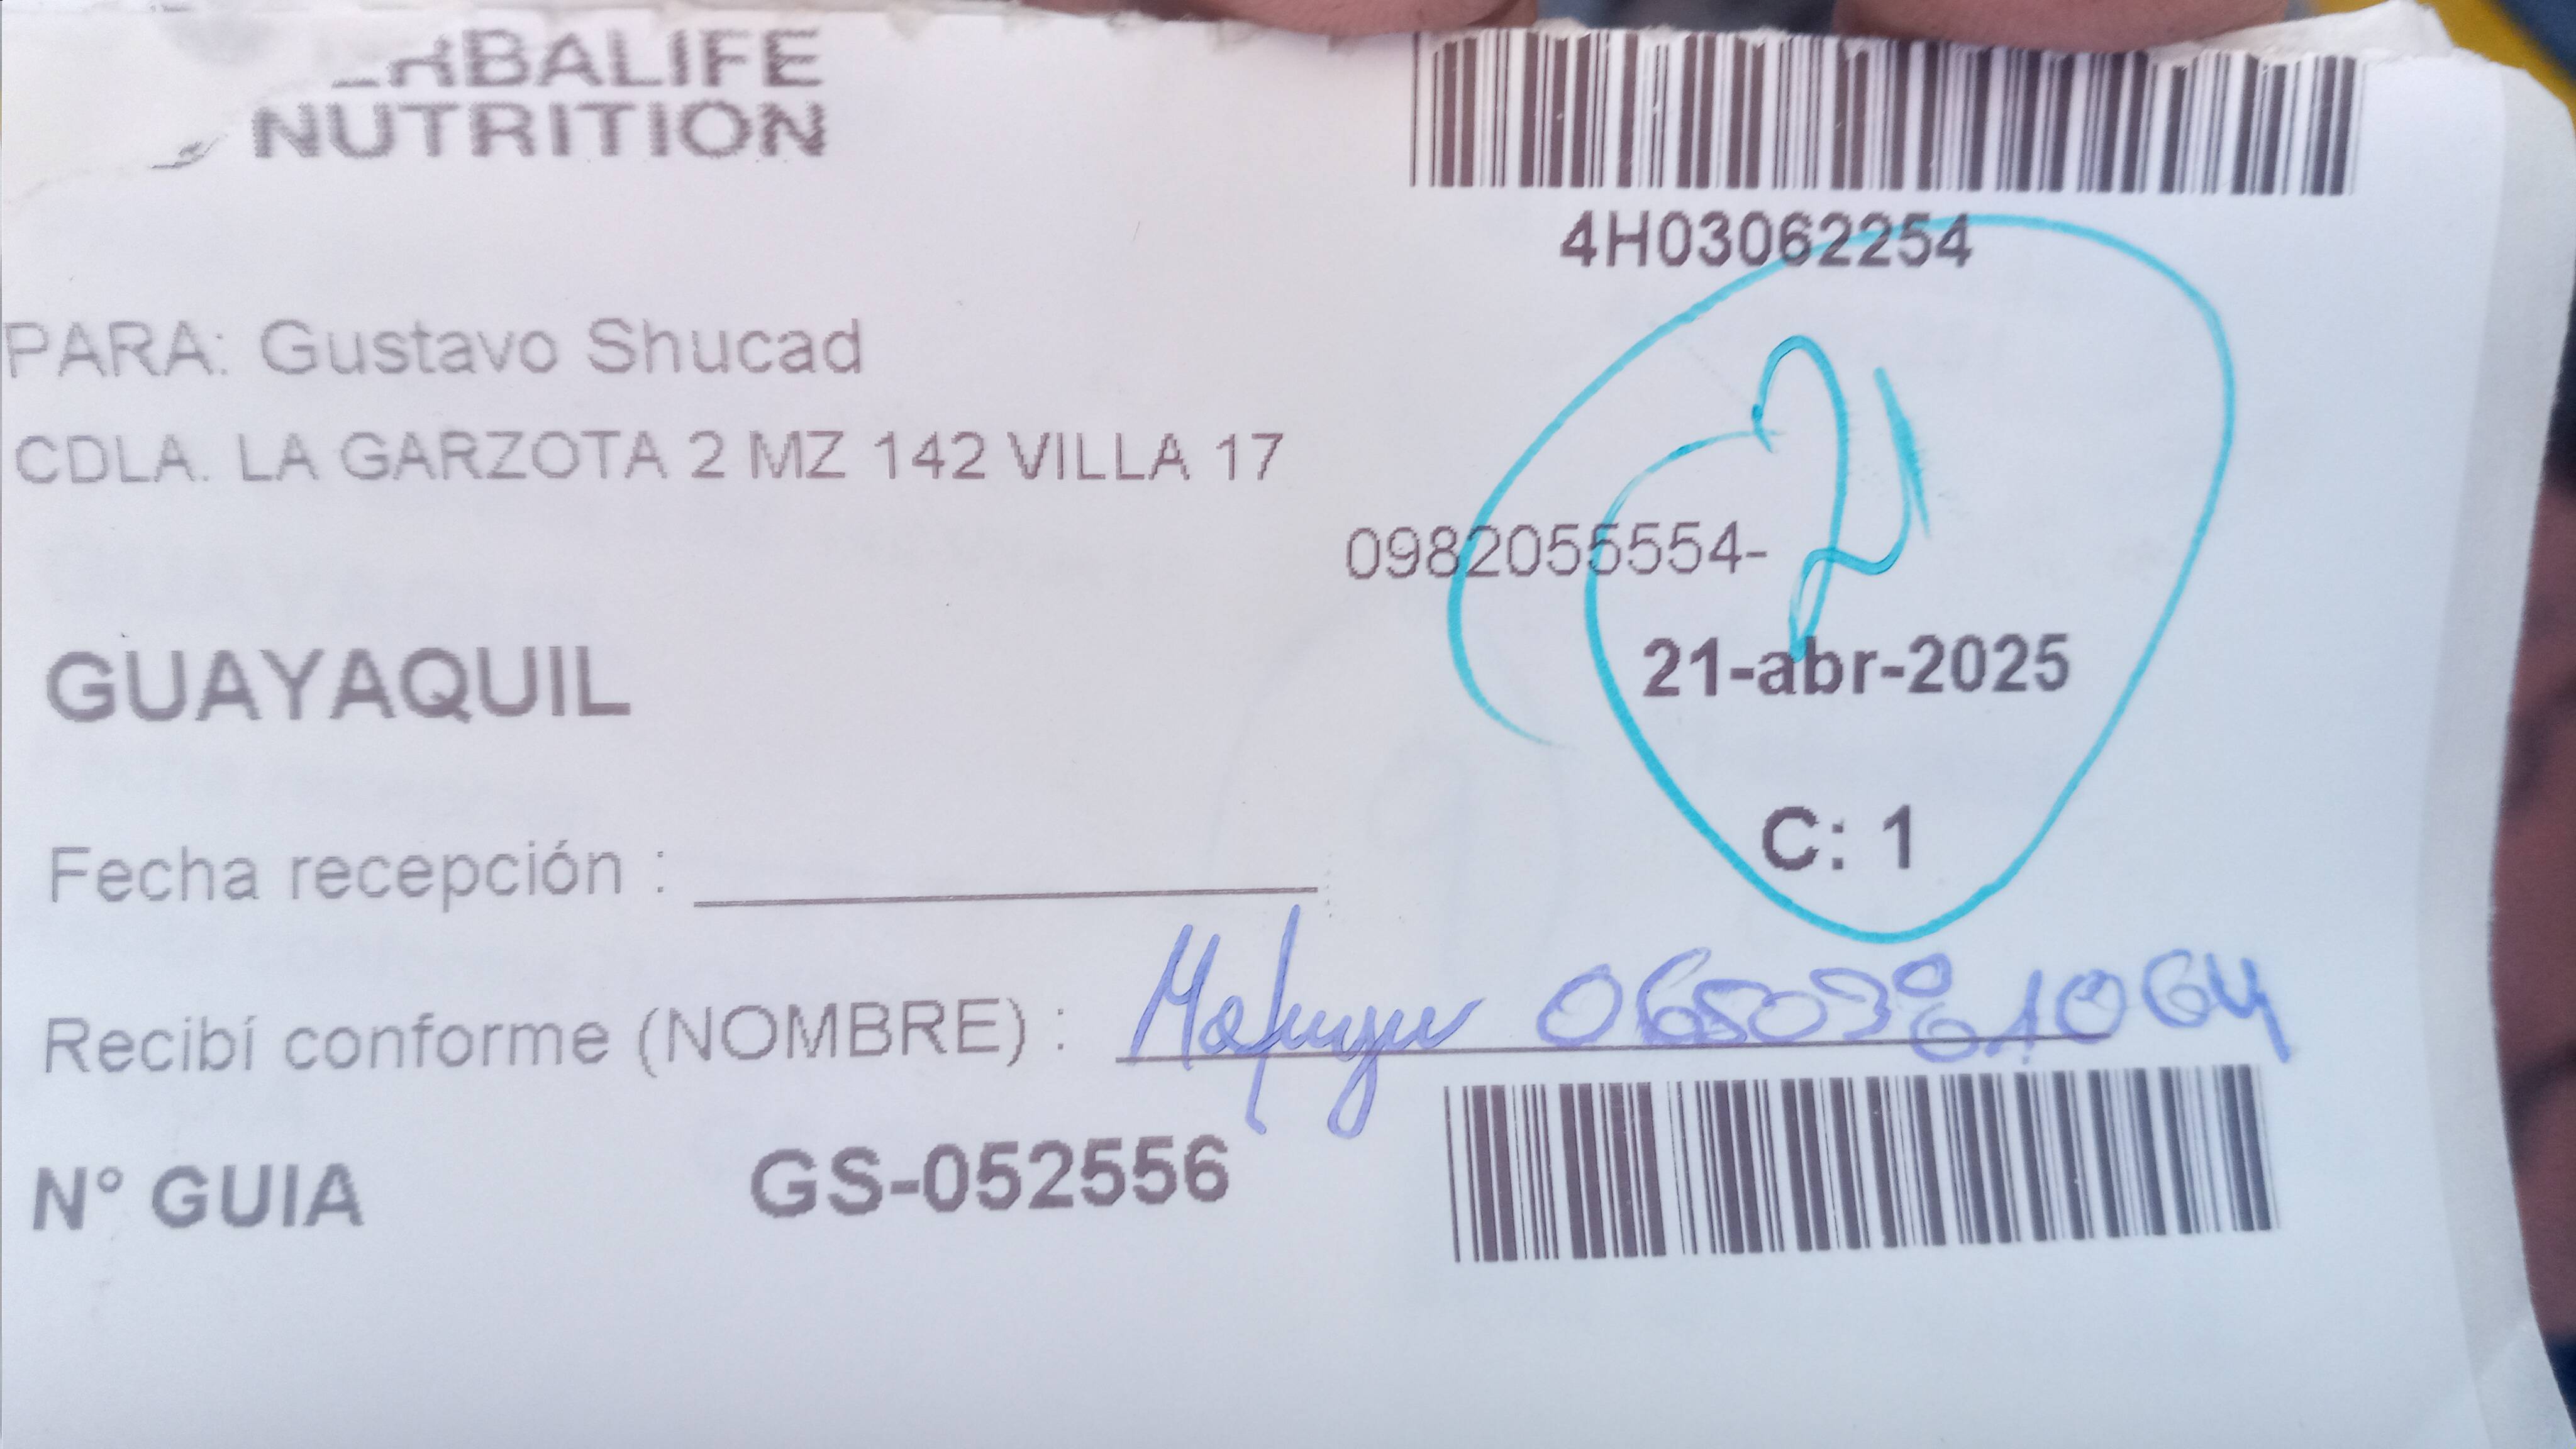 RBALIFE
NUTRITION
4H03062254
PARA: Gustavo Shucad
CDLA. LA GARZOTA 2 MZ 142 VILLA 17
0982055554-
21
GUAYAQUIL
21-abr-2025
C: 1
Fecha recepción :
Recibí conforme (NOMBRE) :
N° GUIA GS-052556